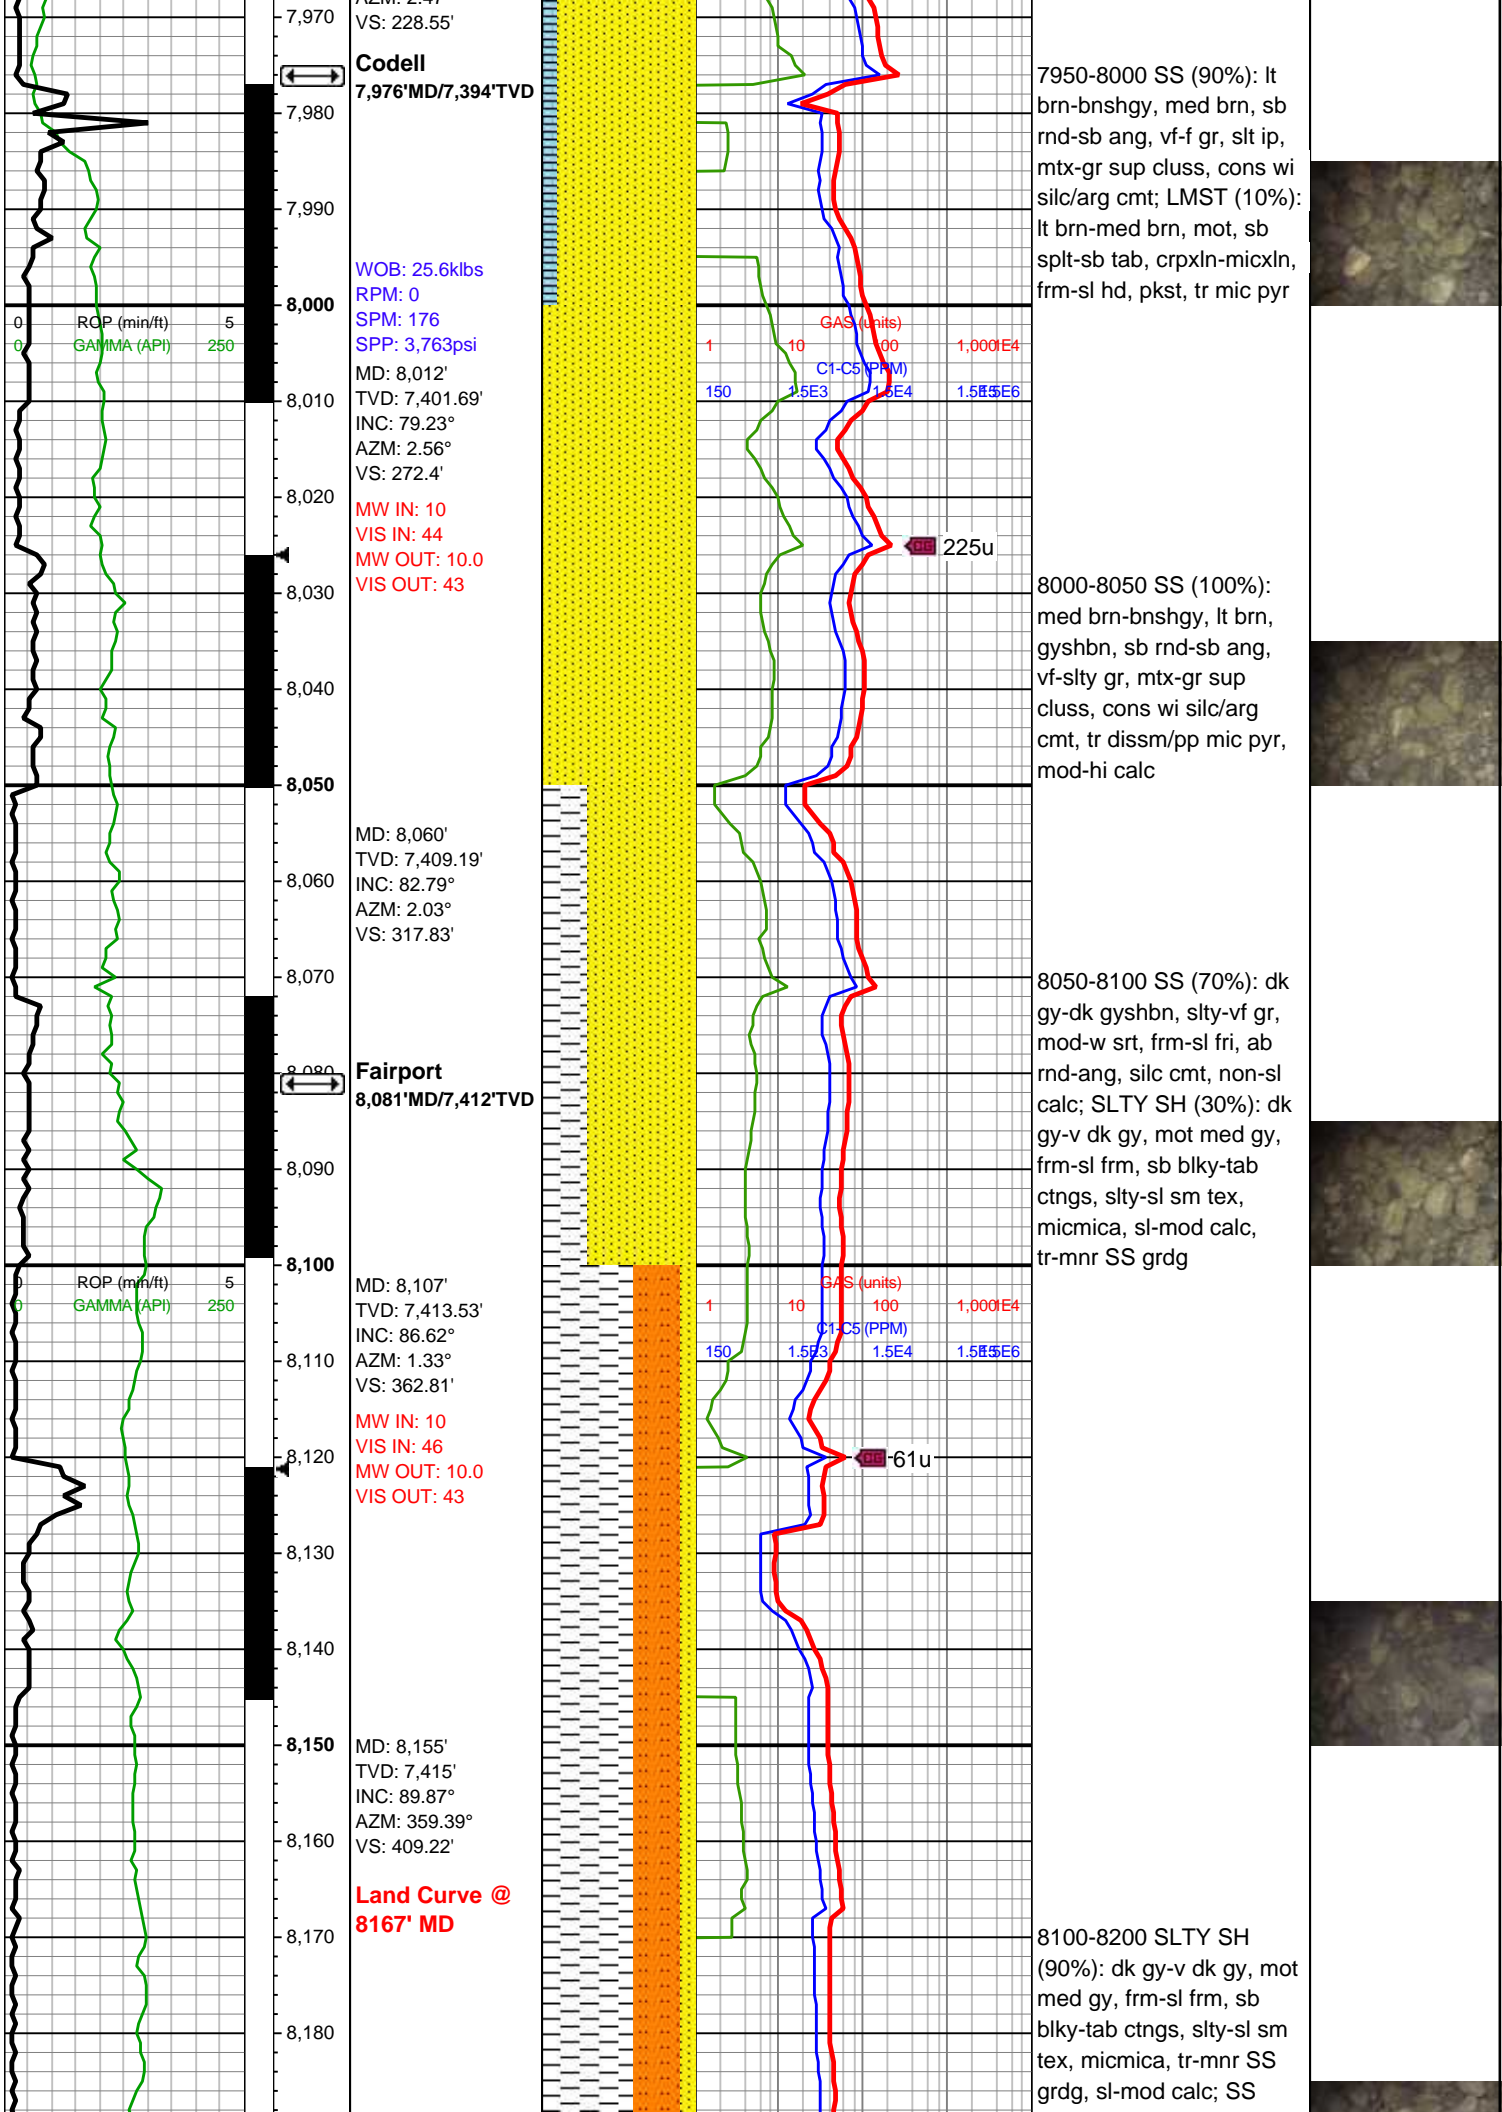 7,970
VS: 228.55'
Codell
7,976'MD/7,394'TVD
7,980
7,990
WOB: 25.6klbs
RPM: 0
SPM: 176
SPP: 3,763psi
8,000
0 ROP (min/ft) 5
0 GAMMA (API) 250
MD: 8,012'
TVD: 7,401.69'
INC: 79.23°
AZM: 2.56°
VS: 272.4'
8,010
8,020
MW IN: 10
VIS IN: 44
MW OUT: 10.0
VIS OUT: 43
8,030
8,040
8,050
MD: 8,060'
TVD: 7,409.19'
INC: 82.79°
AZM: 2.03°
VS: 317.83'
8,060
8,070
8,080
Fairport
8,081'MD/7,412'TVD
8,090
8,100
ROP (min/ft) 5
0 GAMMA (API) 250
MD: 8,107'
TVD: 7,413.53'
INC: 86.62°
AZM: 1.33°
VS: 362.81'
8,110
MW IN: 10
VIS IN: 46
MW OUT: 10.0
VIS OUT: 43
8,120
8,130
8,140
8,150
MD: 8,155'
TVD: 7,415'
INC: 89.87°
AZM: 359.39°
VS: 409.22'
8,160
Land Curve @
8167' MD
8,170
8,180
GAS (units)
1 10 100 1,000 1E4
C1-C5 (PPM)
150 1.5E3 1.5E4 1.5E5 1.5E6
OG 225u
GAS (units)
1 10 100 1,000 1E4
C1-C5 (PPM)
150 1.5E3 1.5E4 1.5E5 1.5E6
OG 61u
7950-8000 SS (90%): lt
brn-bnshgy, med brn, sb
rnd-sb ang, vf-f gr, slt ip,
mtx-gr sup cluss, cons wi
silc/arg cmt; LMST (10%):
lt brn-med brn, mot, sb
splt-sb tab, crpxln-micxln,
frm-sl hd, pkst, tr mic pyr
8000-8050 SS (100%):
med brn-bnshgy, lt brn,
gyshbn, sb rnd-sb ang,
vf-slty gr, mtx-gr sup
cluss, cons wi silc/arg
cmt, tr dissm/pp mic pyr,
mod-hi calc
8050-8100 SS (70%): dk
gy-dk gyshbn, slty-vf gr,
mod-w srt, frm-sl fri, ab
rnd-ang, silc cmt, non-sl
calc; SLTY SH (30%): dk
gy-v dk gy, mot med gy,
frm-sl frm, sb blky-tab
ctngs, slty-sl sm tex,
micmica, sl-mod calc,
tr-mnr SS grdg
8100-8200 SLTY SH
(90%): dk gy-v dk gy, mot
med gy, frm-sl frm, sb
blky-tab ctngs, slty-sl sm
tex, micmica, tr-mnr SS
grdg, sl-mod calc; SS